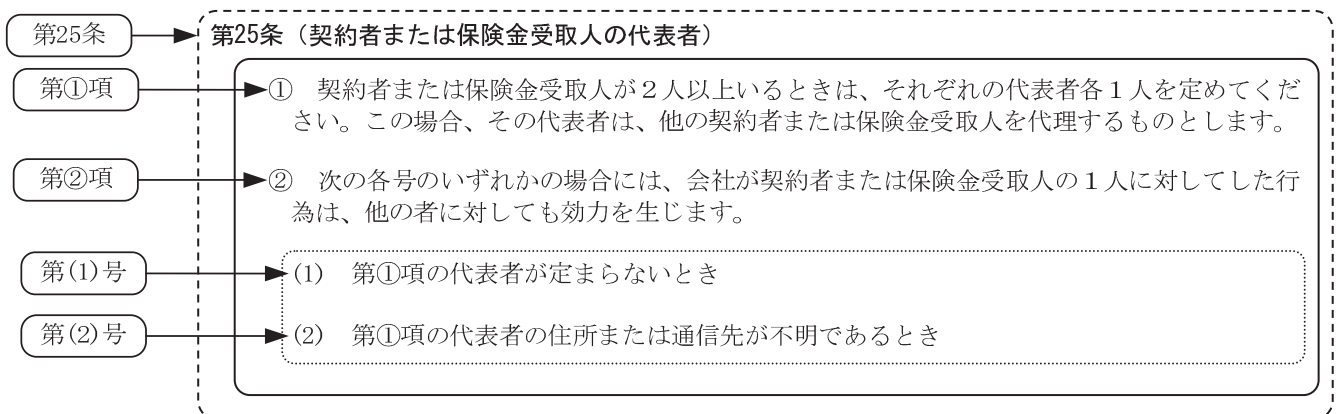 第25条
第25条（契約者または保険金受取人の代表者）
第①項
①　契約者または保険金受取人が２人以上いるときは、それぞれの代表者各１人を定めてくだ
さい。この場合、その代表者は、他の契約者または保険金受取人を代理するものとします。
第②項
②　次の各号のいずれかの場合には、会社が契約者または保険金受取人の１人に対してした行
為は、他の者に対しても効力を生じます。
第(1)号
(1)　第①項の代表者が定まらないとき
第(2)号
(2)　第①項の代表者の住所または通信先が不明であるとき